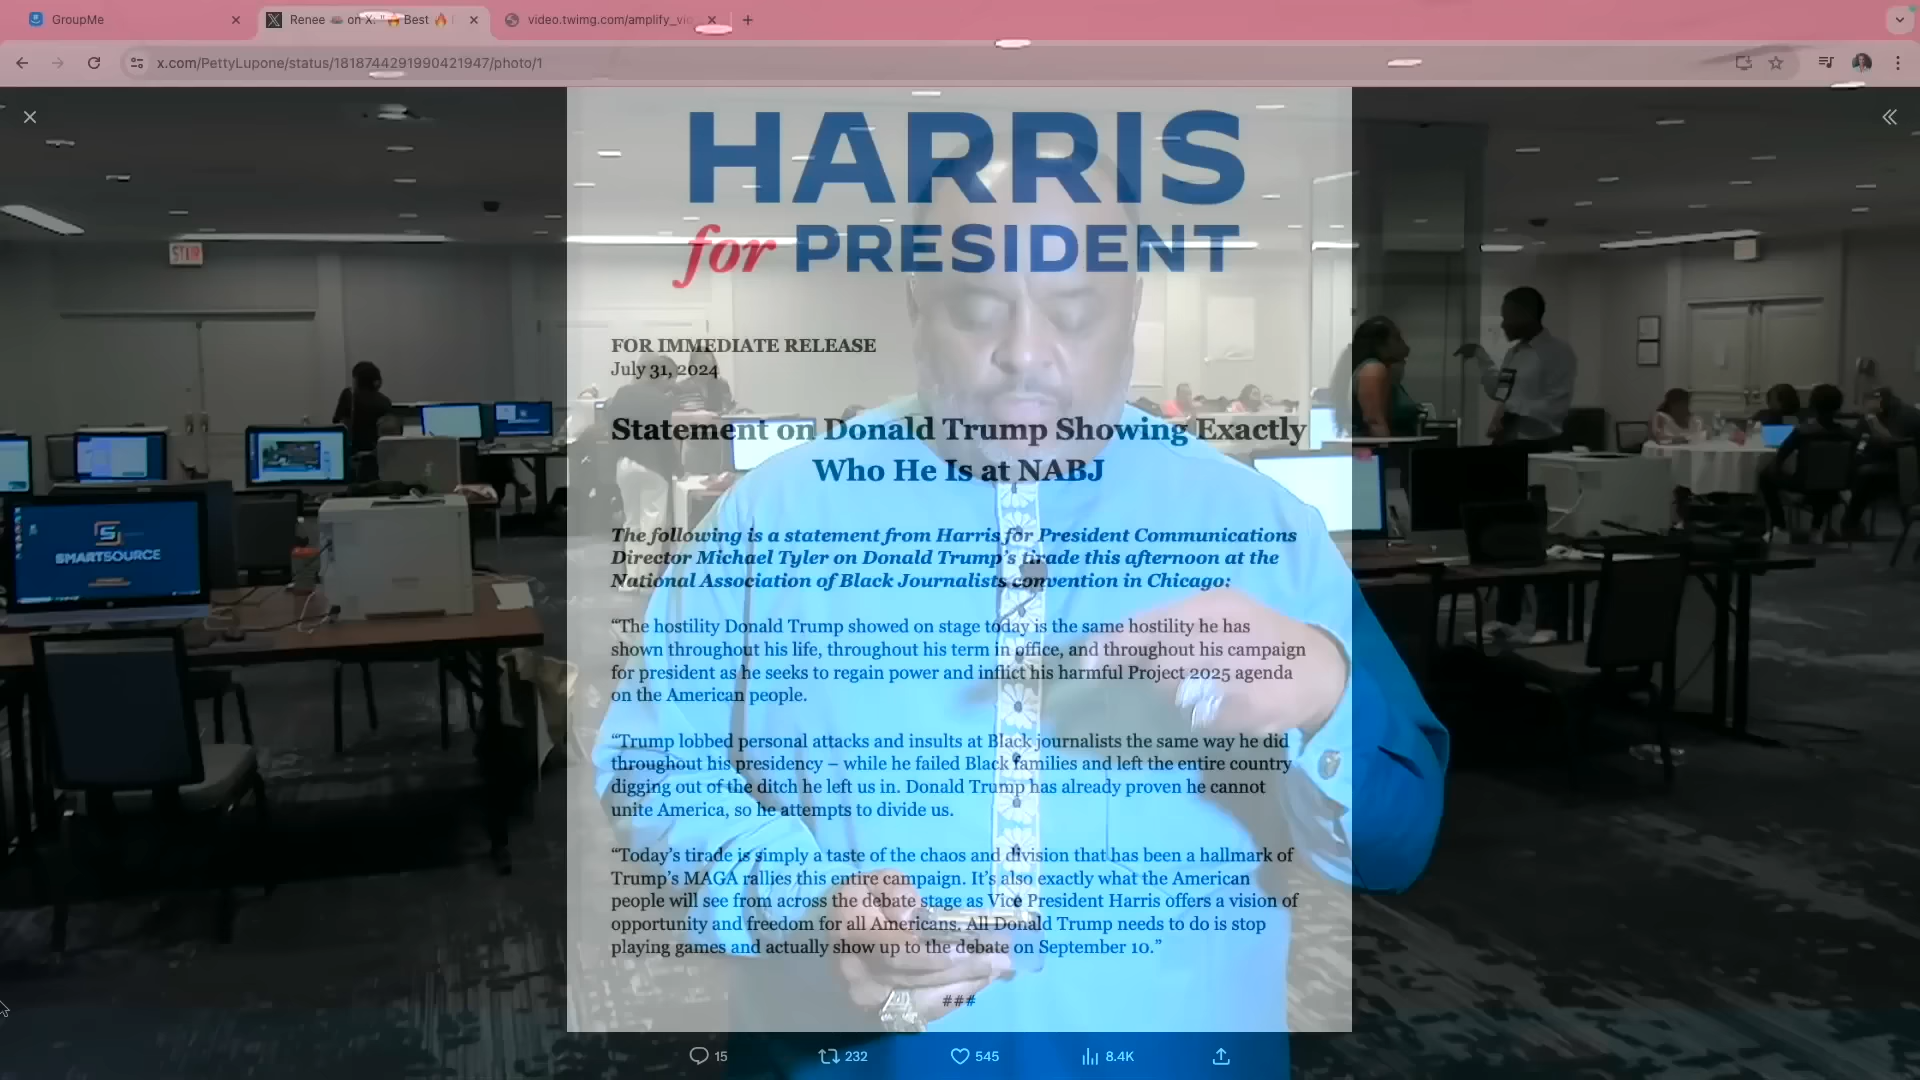 GroupMe
Renee on X: "🔥 Best 🔥
video.twimg.com/amplify_vi
x.com/PettyLupone/status/1818744291990421947/photo/1
HARRIS
for PRESIDENT
FOR IMMEDIATE RELEASE
July 31, 2024
Statement on Donald Trump Showing Exactly
Who He Is at NABJ
The following is a statement from Harris for President Communications
Director Michael Tyler on Donald Trump's tirade this afternoon at the
National Association of Black Journalists convention in Chicago:
“The hostility Donald Trump showed on stage today is the same hostility he has
shown throughout his life, throughout his term in office, and throughout his campaign
for president as he seeks to regain power and inflict his harmful Project 2025 agenda
on the American people.
“Trump lobbed personal attacks and insults at Black journalists the same way he did
throughout his presidency – while he failed Black families and left the entire country
digging out of the ditch he left us in. Donald Trump has already proven he cannot
unite America, so he attempts to divide us.
“Today’s tirade is simply a taste of the chaos and division that has been a hallmark of
Trump’s MAGA rallies this entire campaign. It’s also exactly what the American
people will see from across the debate stage as Vice President Harris offers a vision of
opportunity and freedom for all Americans. All Donald Trump needs to do is stop
playing games and actually show up to the debate on September 10.”
###
15 232 545 8.4K
SMARTSOURCE